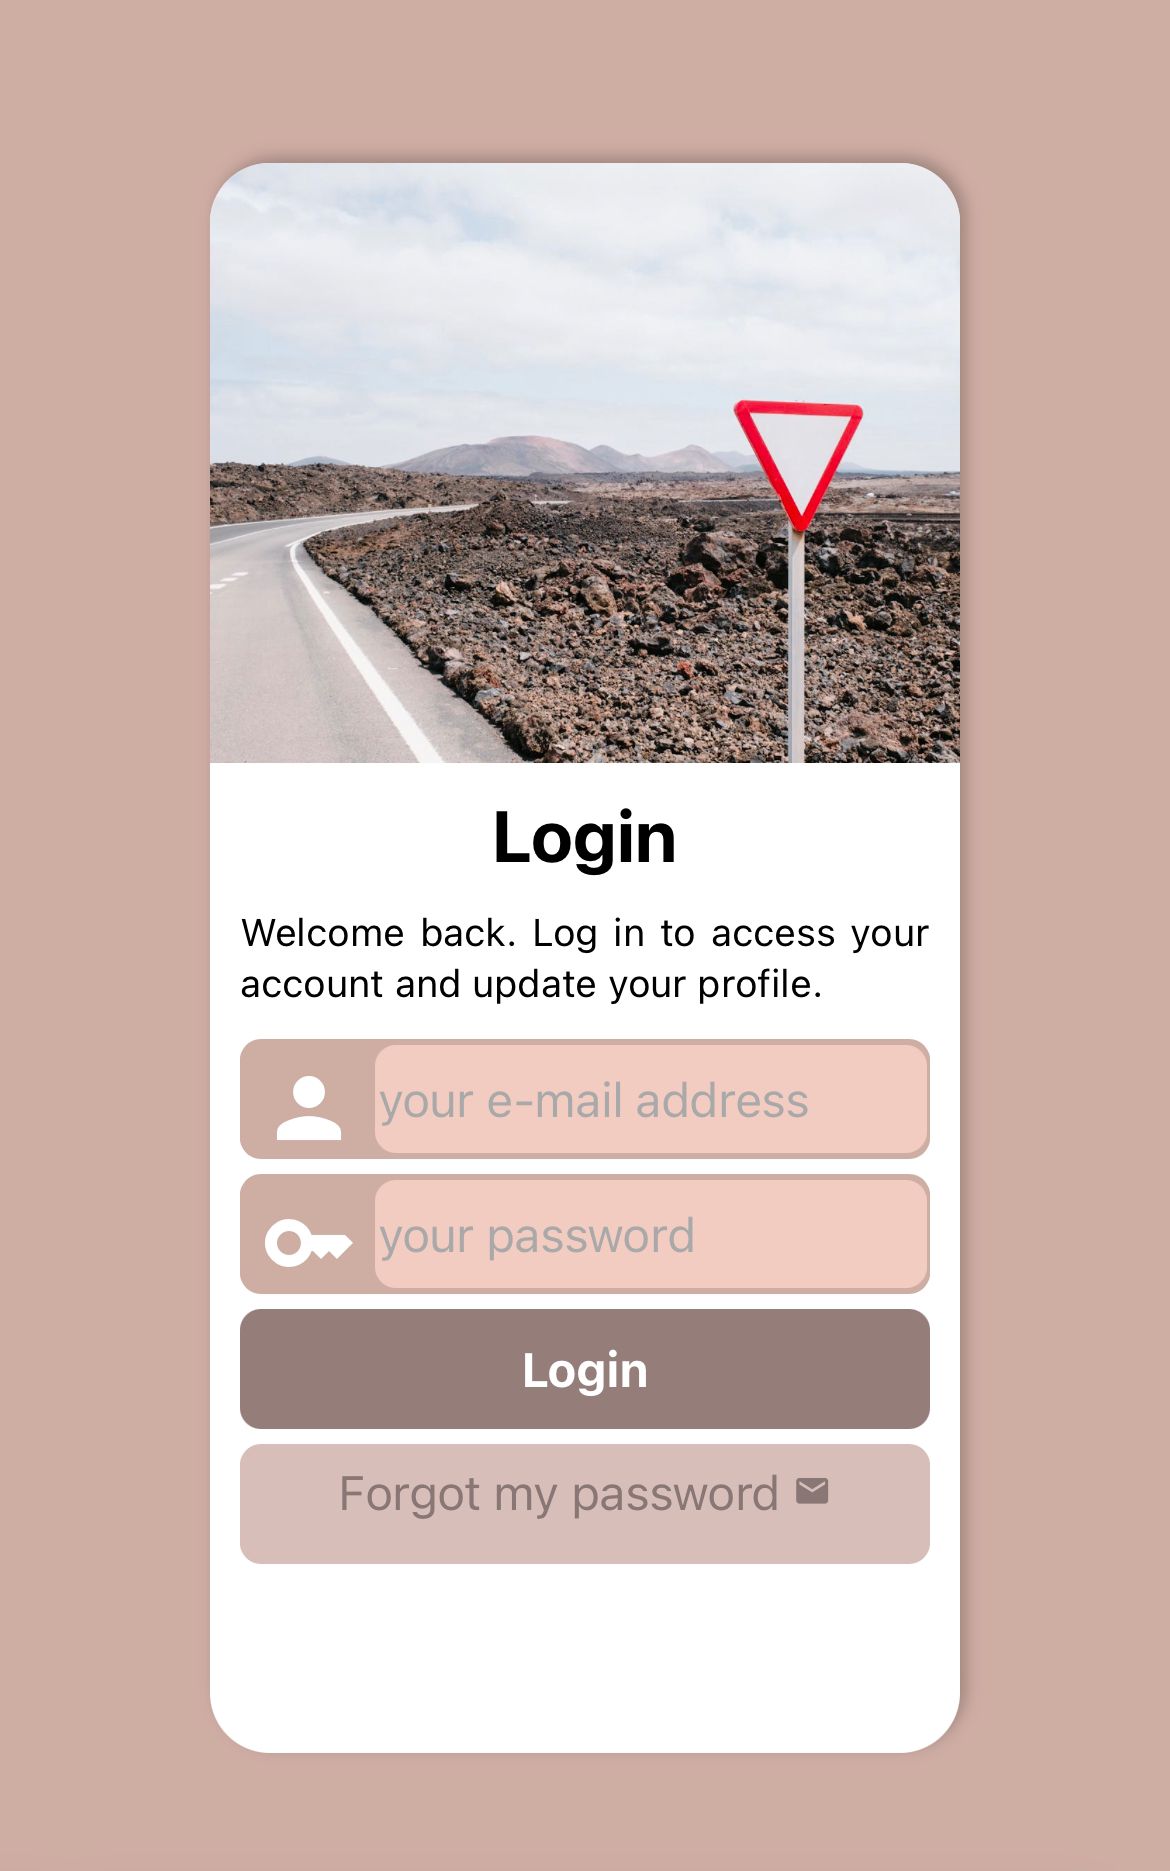 Login
Welcome back. Log in to access your
account and update your profile.
your e-mail address
your password
Login
Forgot my password